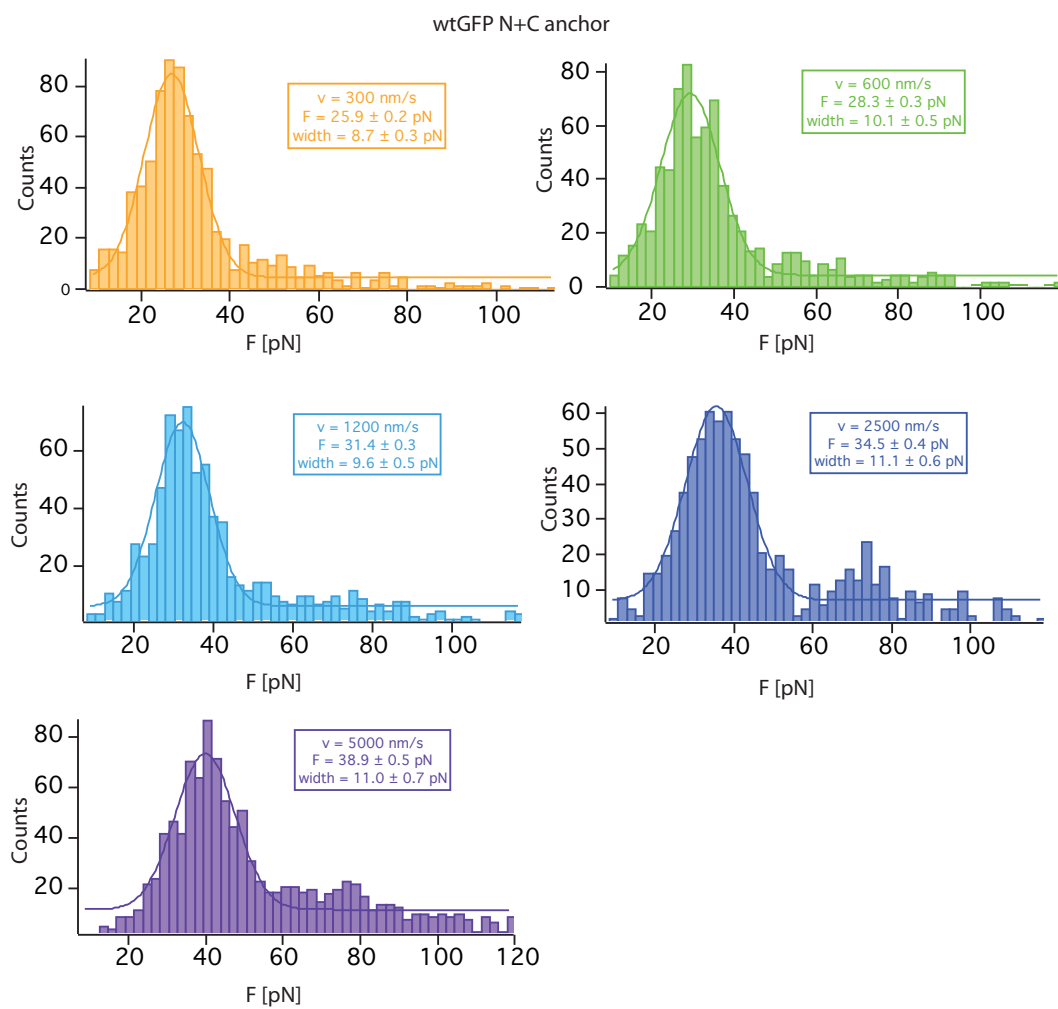 wtGFP N+C anchor
Counts
80
60
40
20
0
v = 300 nm/s
F = 25.9 ± 0.2 pN
width = 8.7 ± 0.3 pN
20 40 60 80 100
F [pN]
Counts
80
60
40
20
0
v = 600 nm/s
F = 28.3 ± 0.3 pN
width = 10.1 ± 0.5 pN
20 40 60 80 100
F [pN]
Counts
60
40
20
v = 1200 nm/s
F = 31.4 ± 0.3
width = 9.6 ± 0.5 pN
20 40 60 80 100
F [pN]
Counts
60
50
40
30
20
10
v = 2500 nm/s
F = 34.5 ± 0.4 pN
width = 11.1 ± 0.6 pN
20 40 60 80 100
F [pN]
Counts
80
60
40
20
v = 5000 nm/s
F = 38.9 ± 0.5 pN
width = 11.0 ± 0.7 pN
20 40 60 80 100 120
F [pN]